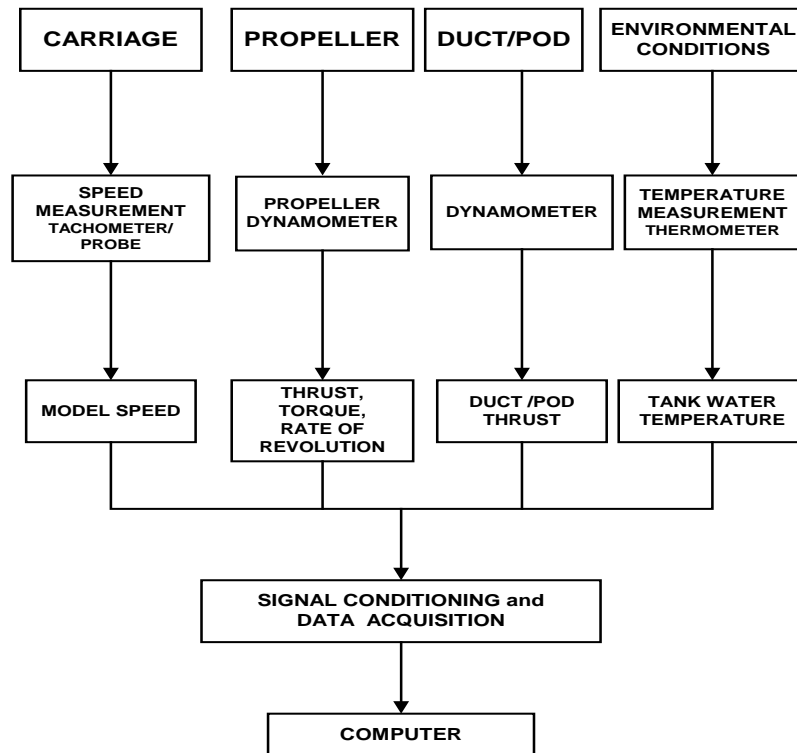 CARRIAGE
PROPELLER
DUCT/POD
ENVIRONMENTAL
CONDITIONS
SPEED
MEASUREMENT
TACHOMETER/
PROBE
PROPELLER
DYNAMOMETER
DYNAMOMETER
TEMPERATURE
MEASUREMENT
THERMOMETER
MODEL SPEED
THRUST,
TORQUE,
RATE OF
REVOLUTION
DUCT /POD
THRUST
TANK WATER
TEMPERATURE
SIGNAL CONDITIONING and
DATA ACQUISITION
COMPUTER